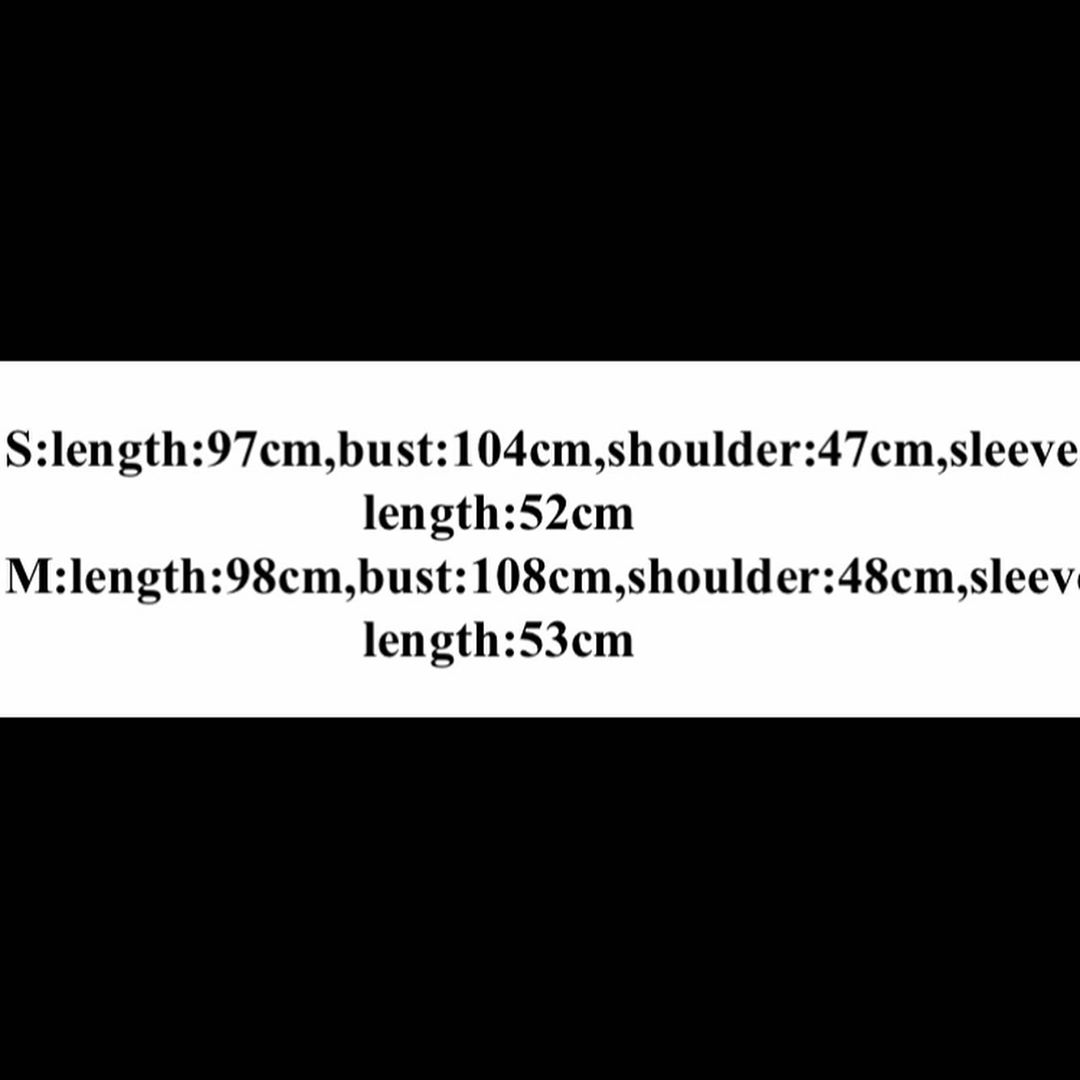 S:length:97cm,bust:104cm,shoulder:47cm,sleeve
length:52cm
M:length:98cm,bust:108cm,shoulder:48cm,sleeve
length:53cm